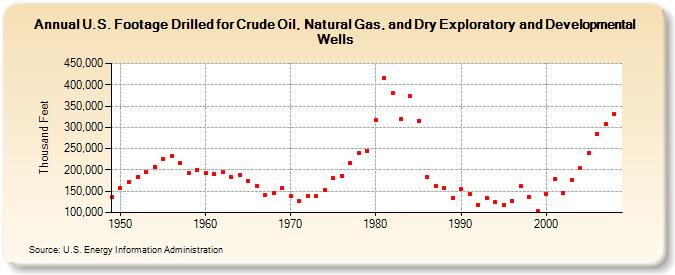 Annual U.S. Footage Drilled for Crude Oil, Natural Gas, and Dry Exploratory and Developmental
Wells
Thousand Feet
450,000
400,000
350,000
300,000
250,000
200,000
150,000
100,000
1950 1960 1970 1980 1990 2000
Source: U.S. Energy Information Administration